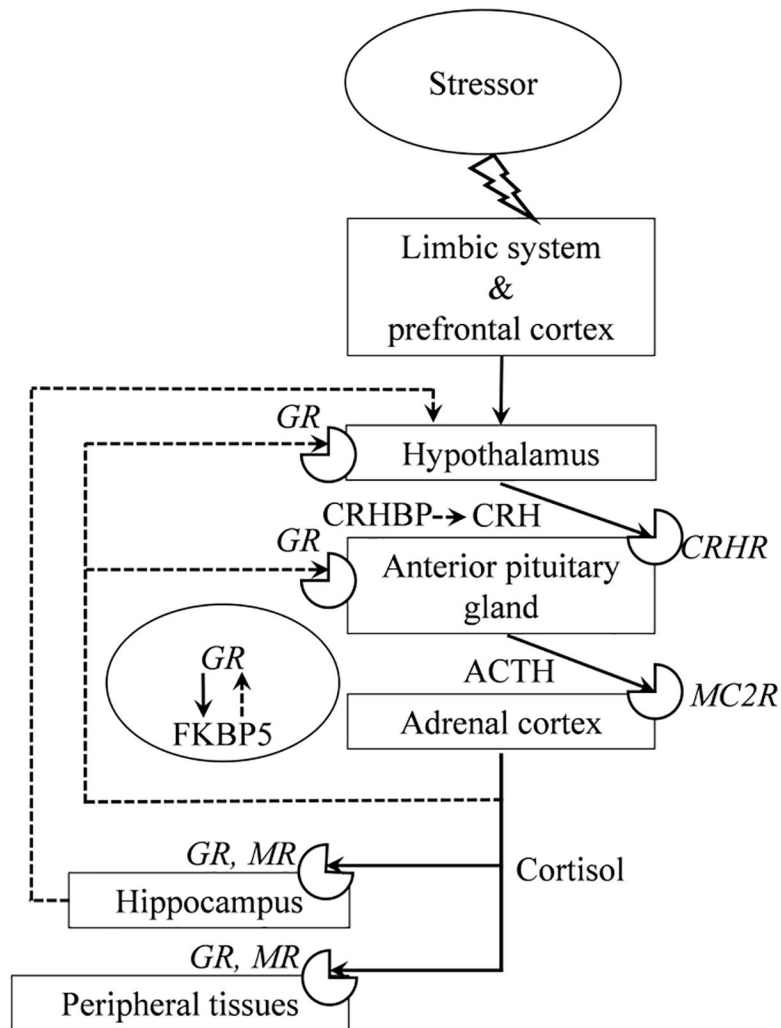 Stressor
Limbic system
&
prefrontal cortex
GR
Hypothalamus
CRHBP CRH
GR
CRHR
Anterior pituitary
gland
GR
FKBP5
ACTH
MC2R
Adrenal cortex
GR, MR
Cortisol
Hippocampus
GR, MR
Peripheral tissues